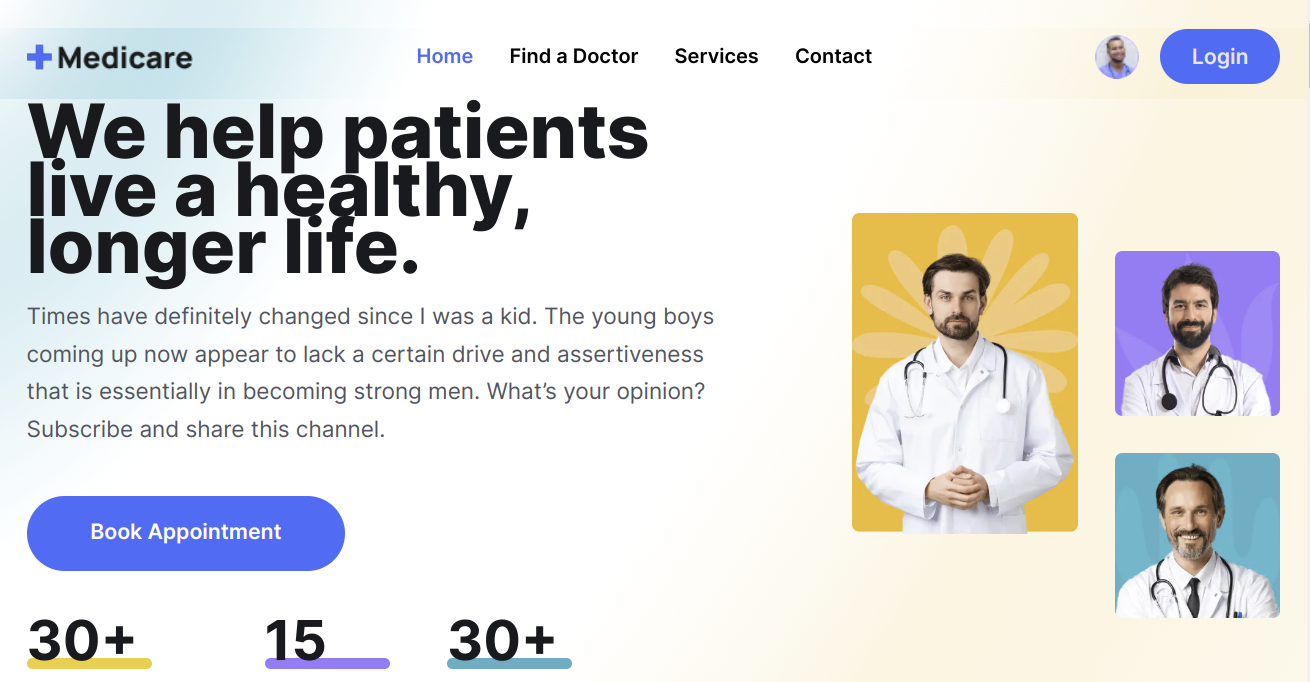 Medicare
Home Find a Doctor Services Contact
Login
We help patients
live a healthy,
longer life.
Times have definitely changed since I was a kid. The young boys
coming up now appear to lack a certain drive and assertiveness
that is essentially in becoming strong men. What’s your opinion?
Subscribe and share this channel.
Book Appointment
30+ 15 30+